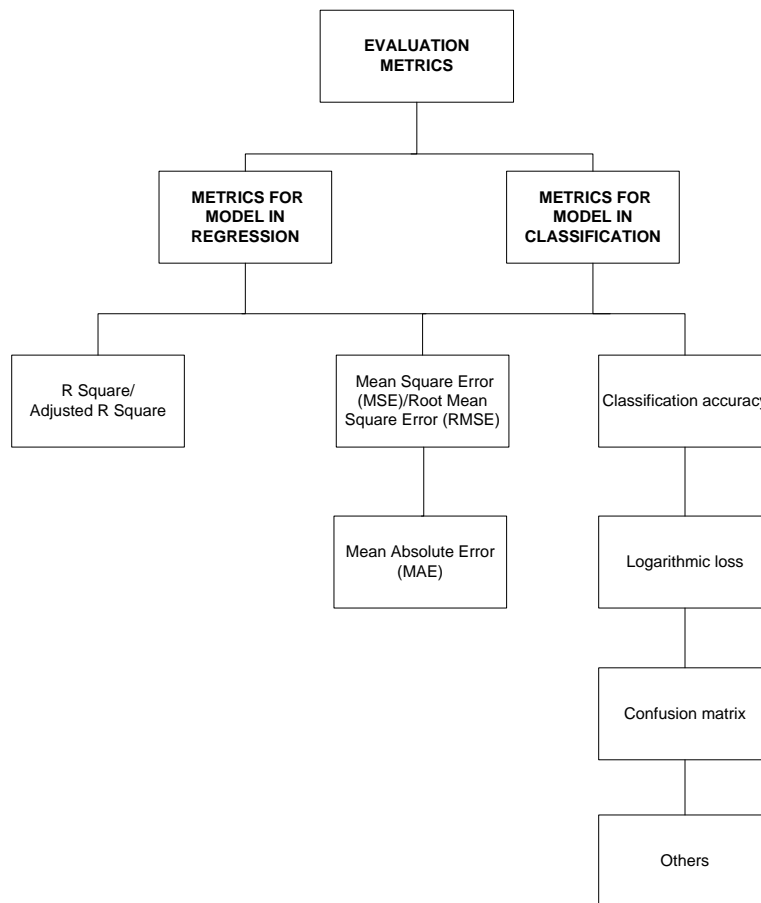 EVALUATION
METRICS
METRICS FOR
MODEL IN
REGRESSION
METRICS FOR
MODEL IN
CLASSIFICATION
R Square/
Adjusted R Square
Mean Square Error
(MSE)/Root Mean
Square Error (RMSE)
Classification accuracy
Mean Absolute Error
(MAE)
Logarithmic loss
Confusion matrix
Others